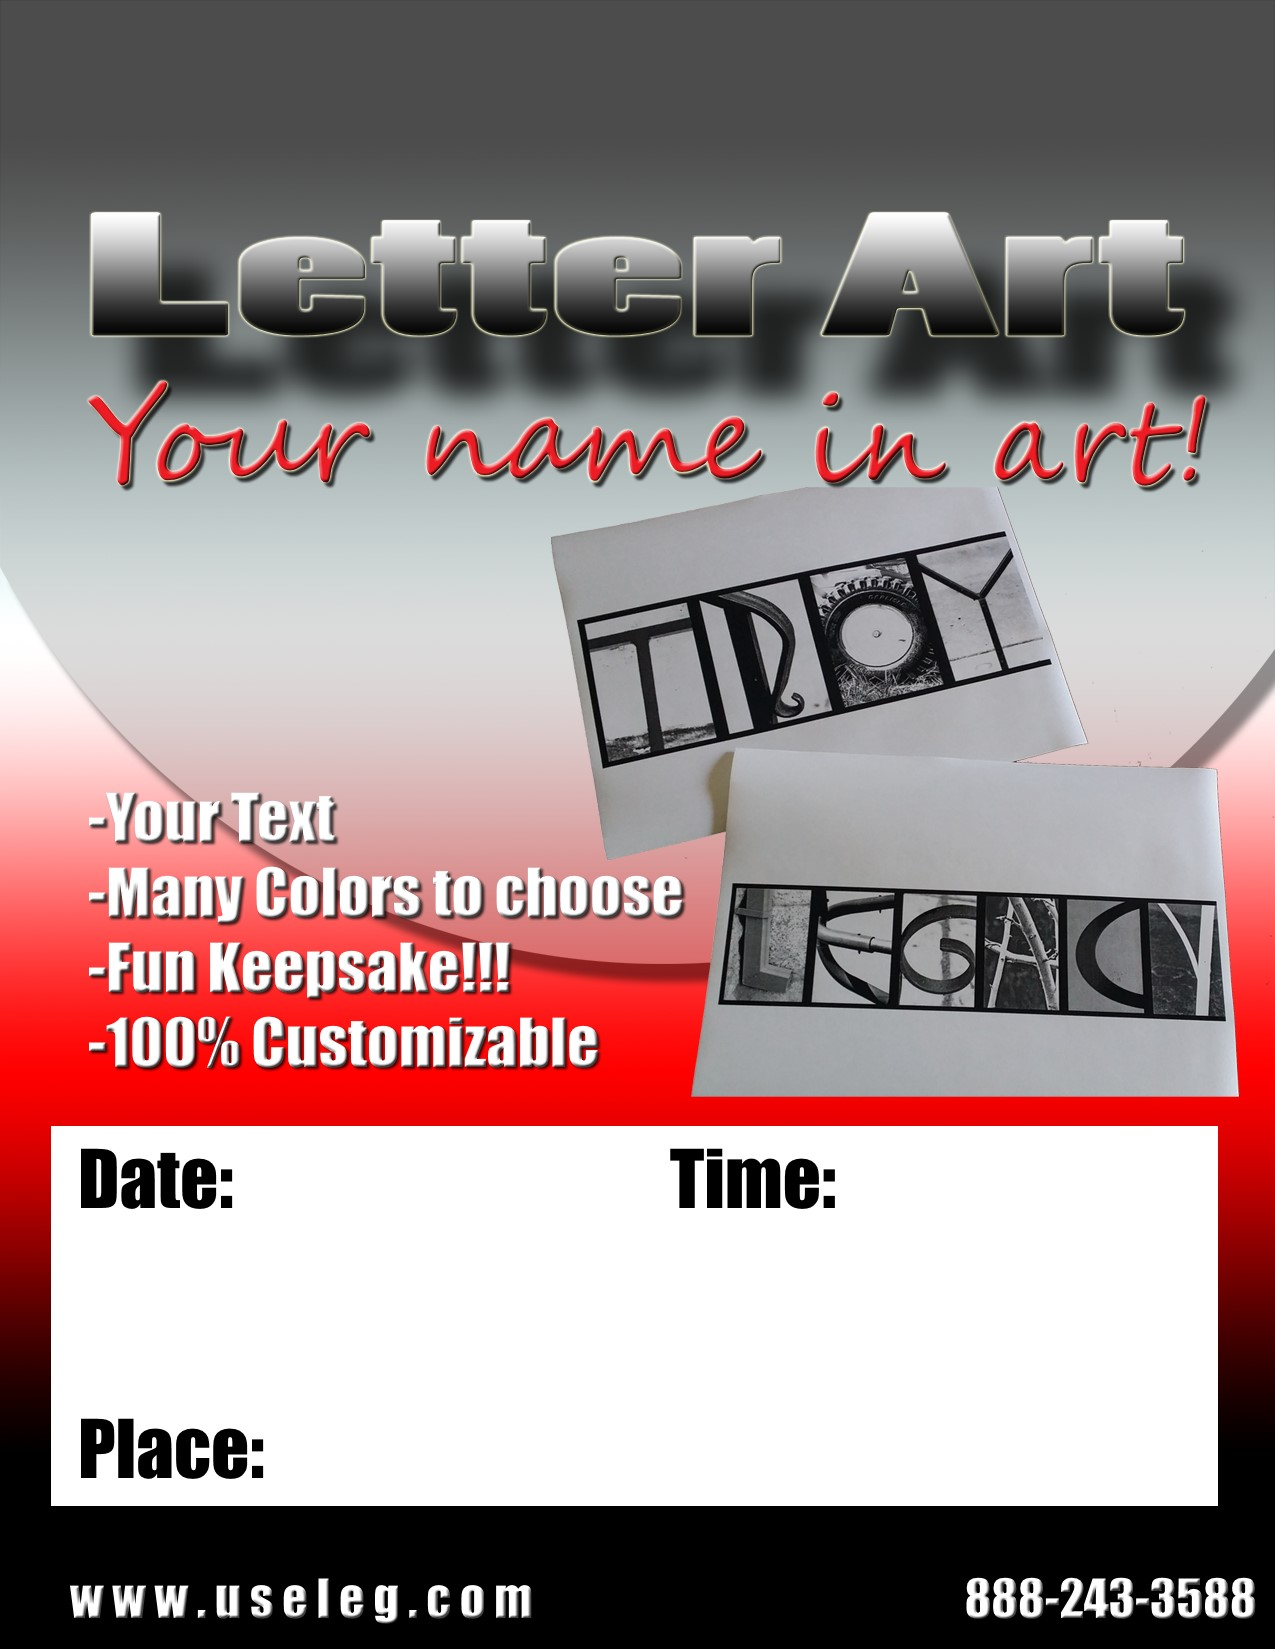 Letter Art
Your name in art!
TROY
LEGACY
-Your Text
-Many Colors to choose
-Fun Keepsake!!!
-100% Customizable
Date:
Time:
Place:
www.useleg.com
888-243-3588